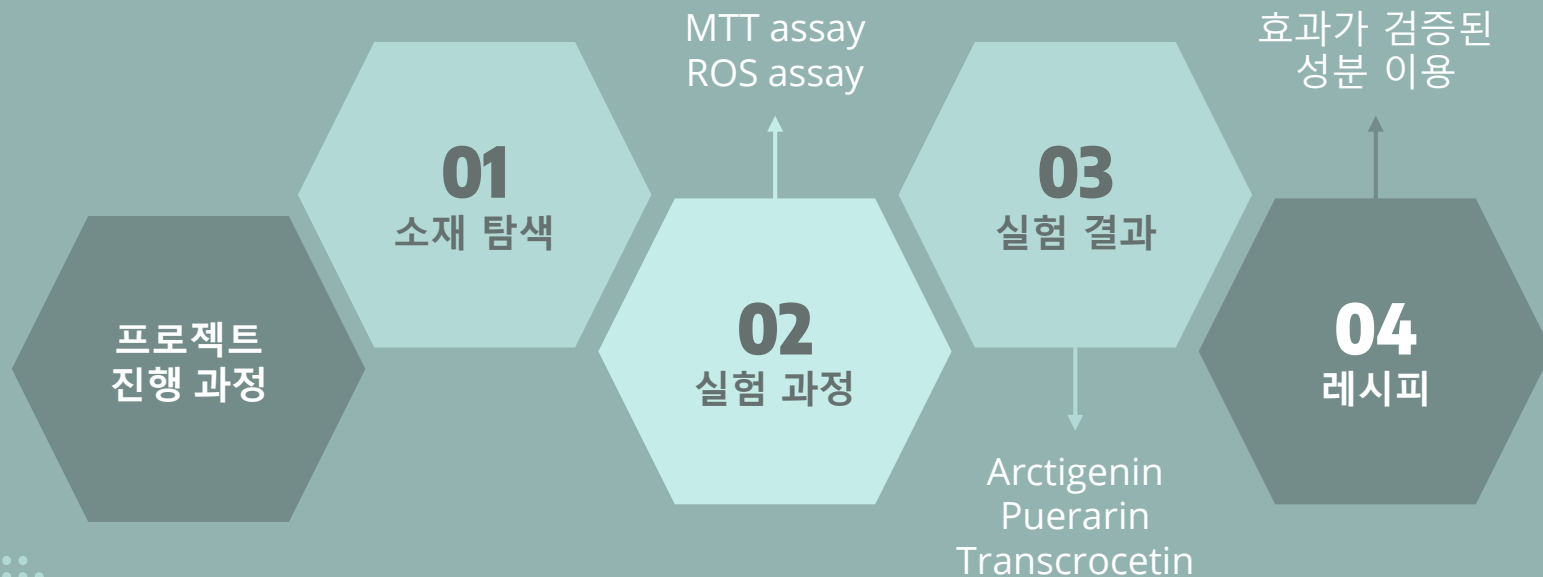 프로젝트
진행 과정
01
소재 탐색
MTT assay
ROS assay
02
실험 과정
03
실험 결과
Arctigenin
Puerarin
Transcrocetin
효과가 검증된
성분 이용
04
레시피